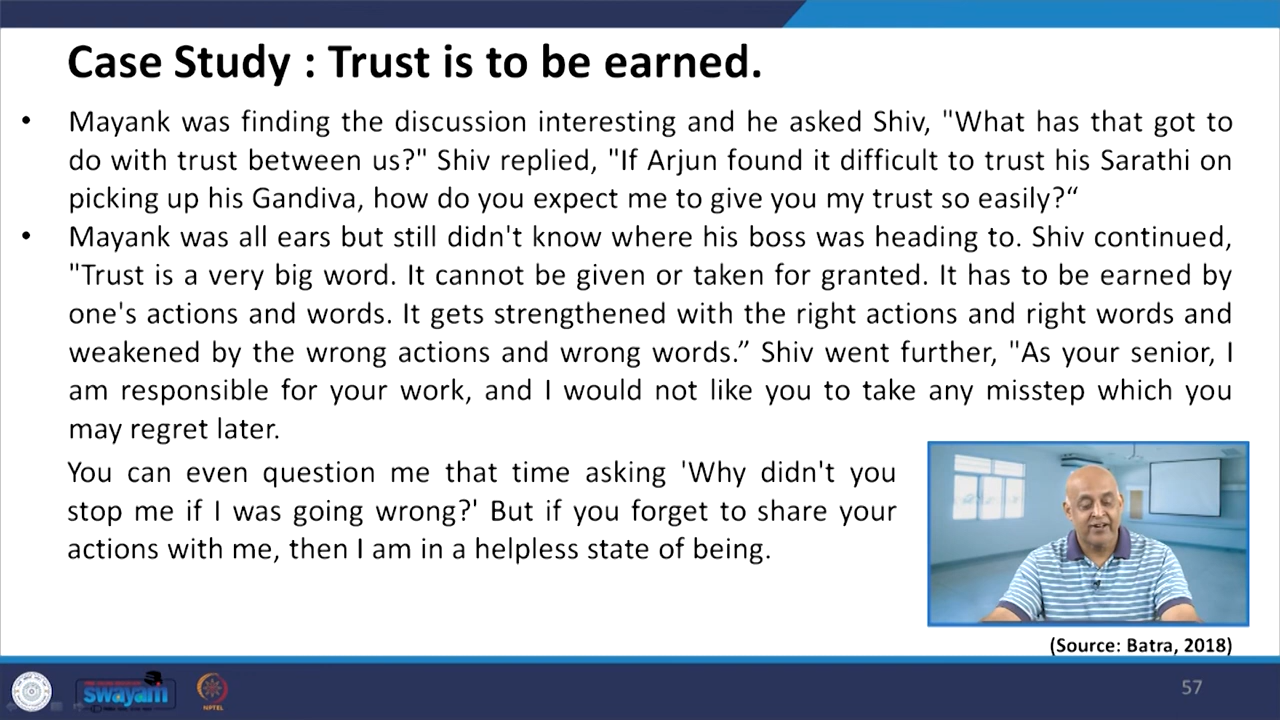 Case Study : Trust is to be earned.
• Mayank was finding the discussion interesting and he asked Shiv, "What has that got to
do with trust between us?" Shiv replied, "If Arjun found it difficult to trust his Sarathi on
picking up his Gandiva, how do you expect me to give you my trust so easily?“
• Mayank was all ears but still didn't know where his boss was heading to. Shiv continued,
"Trust is a very big word. It cannot be given or taken for granted. It has to be earned by
one's actions and words. It gets strengthened with the right actions and right words and
weakened by the wrong actions and wrong words.” Shiv went further, "As your senior, I
am responsible for your work, and I would not like you to take any misstep which you
may regret later.
You can even question me that time asking 'Why didn't you
stop me if I was going wrong?' But if you forget to share your
actions with me, then I am in a helpless state of being.
(Source: Batra, 2018)
swayam
NPTEL
57